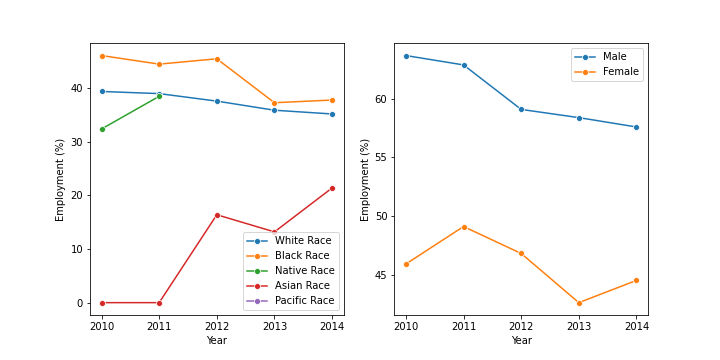 Employment (%)
40
30
20
10
0
2010 2011 2012 2013 2014
Year
White Race
Black Race
Native Race
Asian Race
Pacific Race
Employment (%)
60
55
50
45
2010 2011 2012 2013 2014
Year
Male
Female